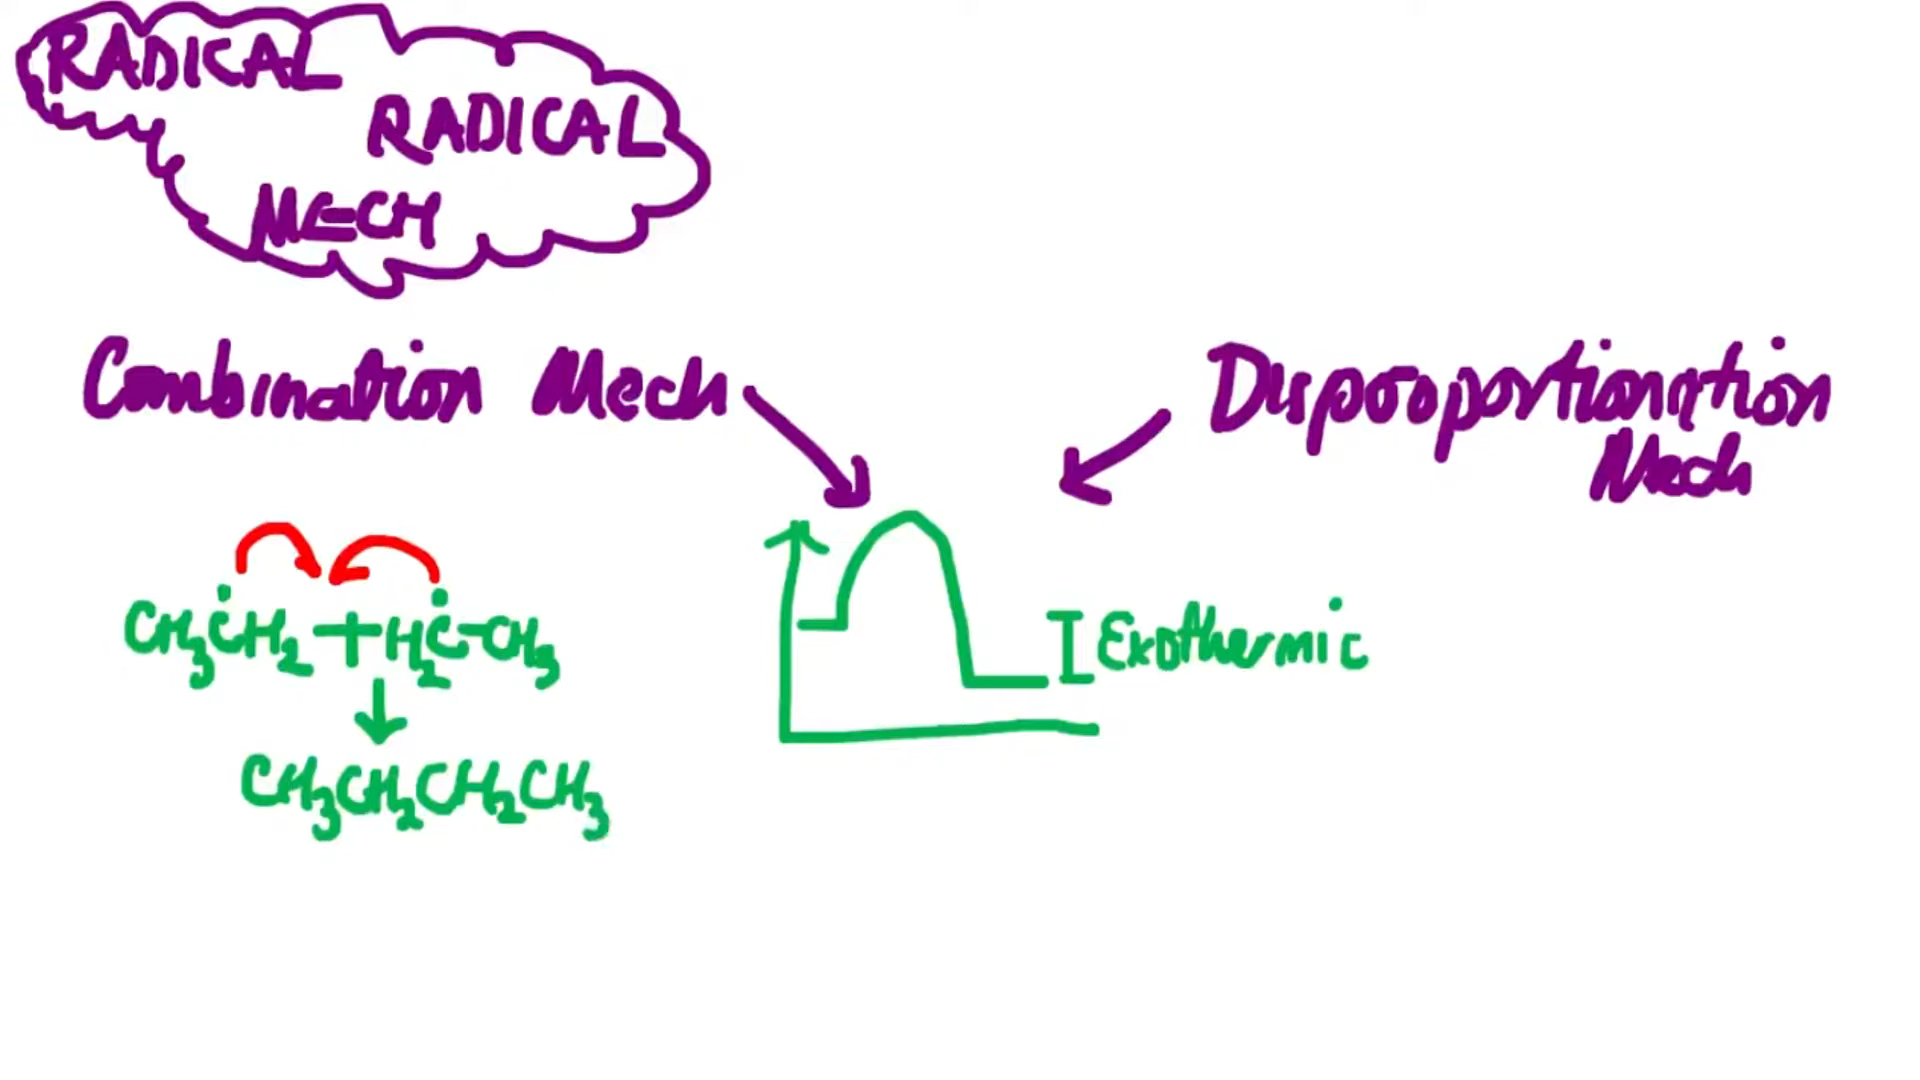 RADICAL
RADICAL
MECH
Combination Mech
Disproportionation
Mech
CH₃ĊH₂ + H₂Ċ-CH₃
CH₃CH₂CH₂CH₃
Exothermic